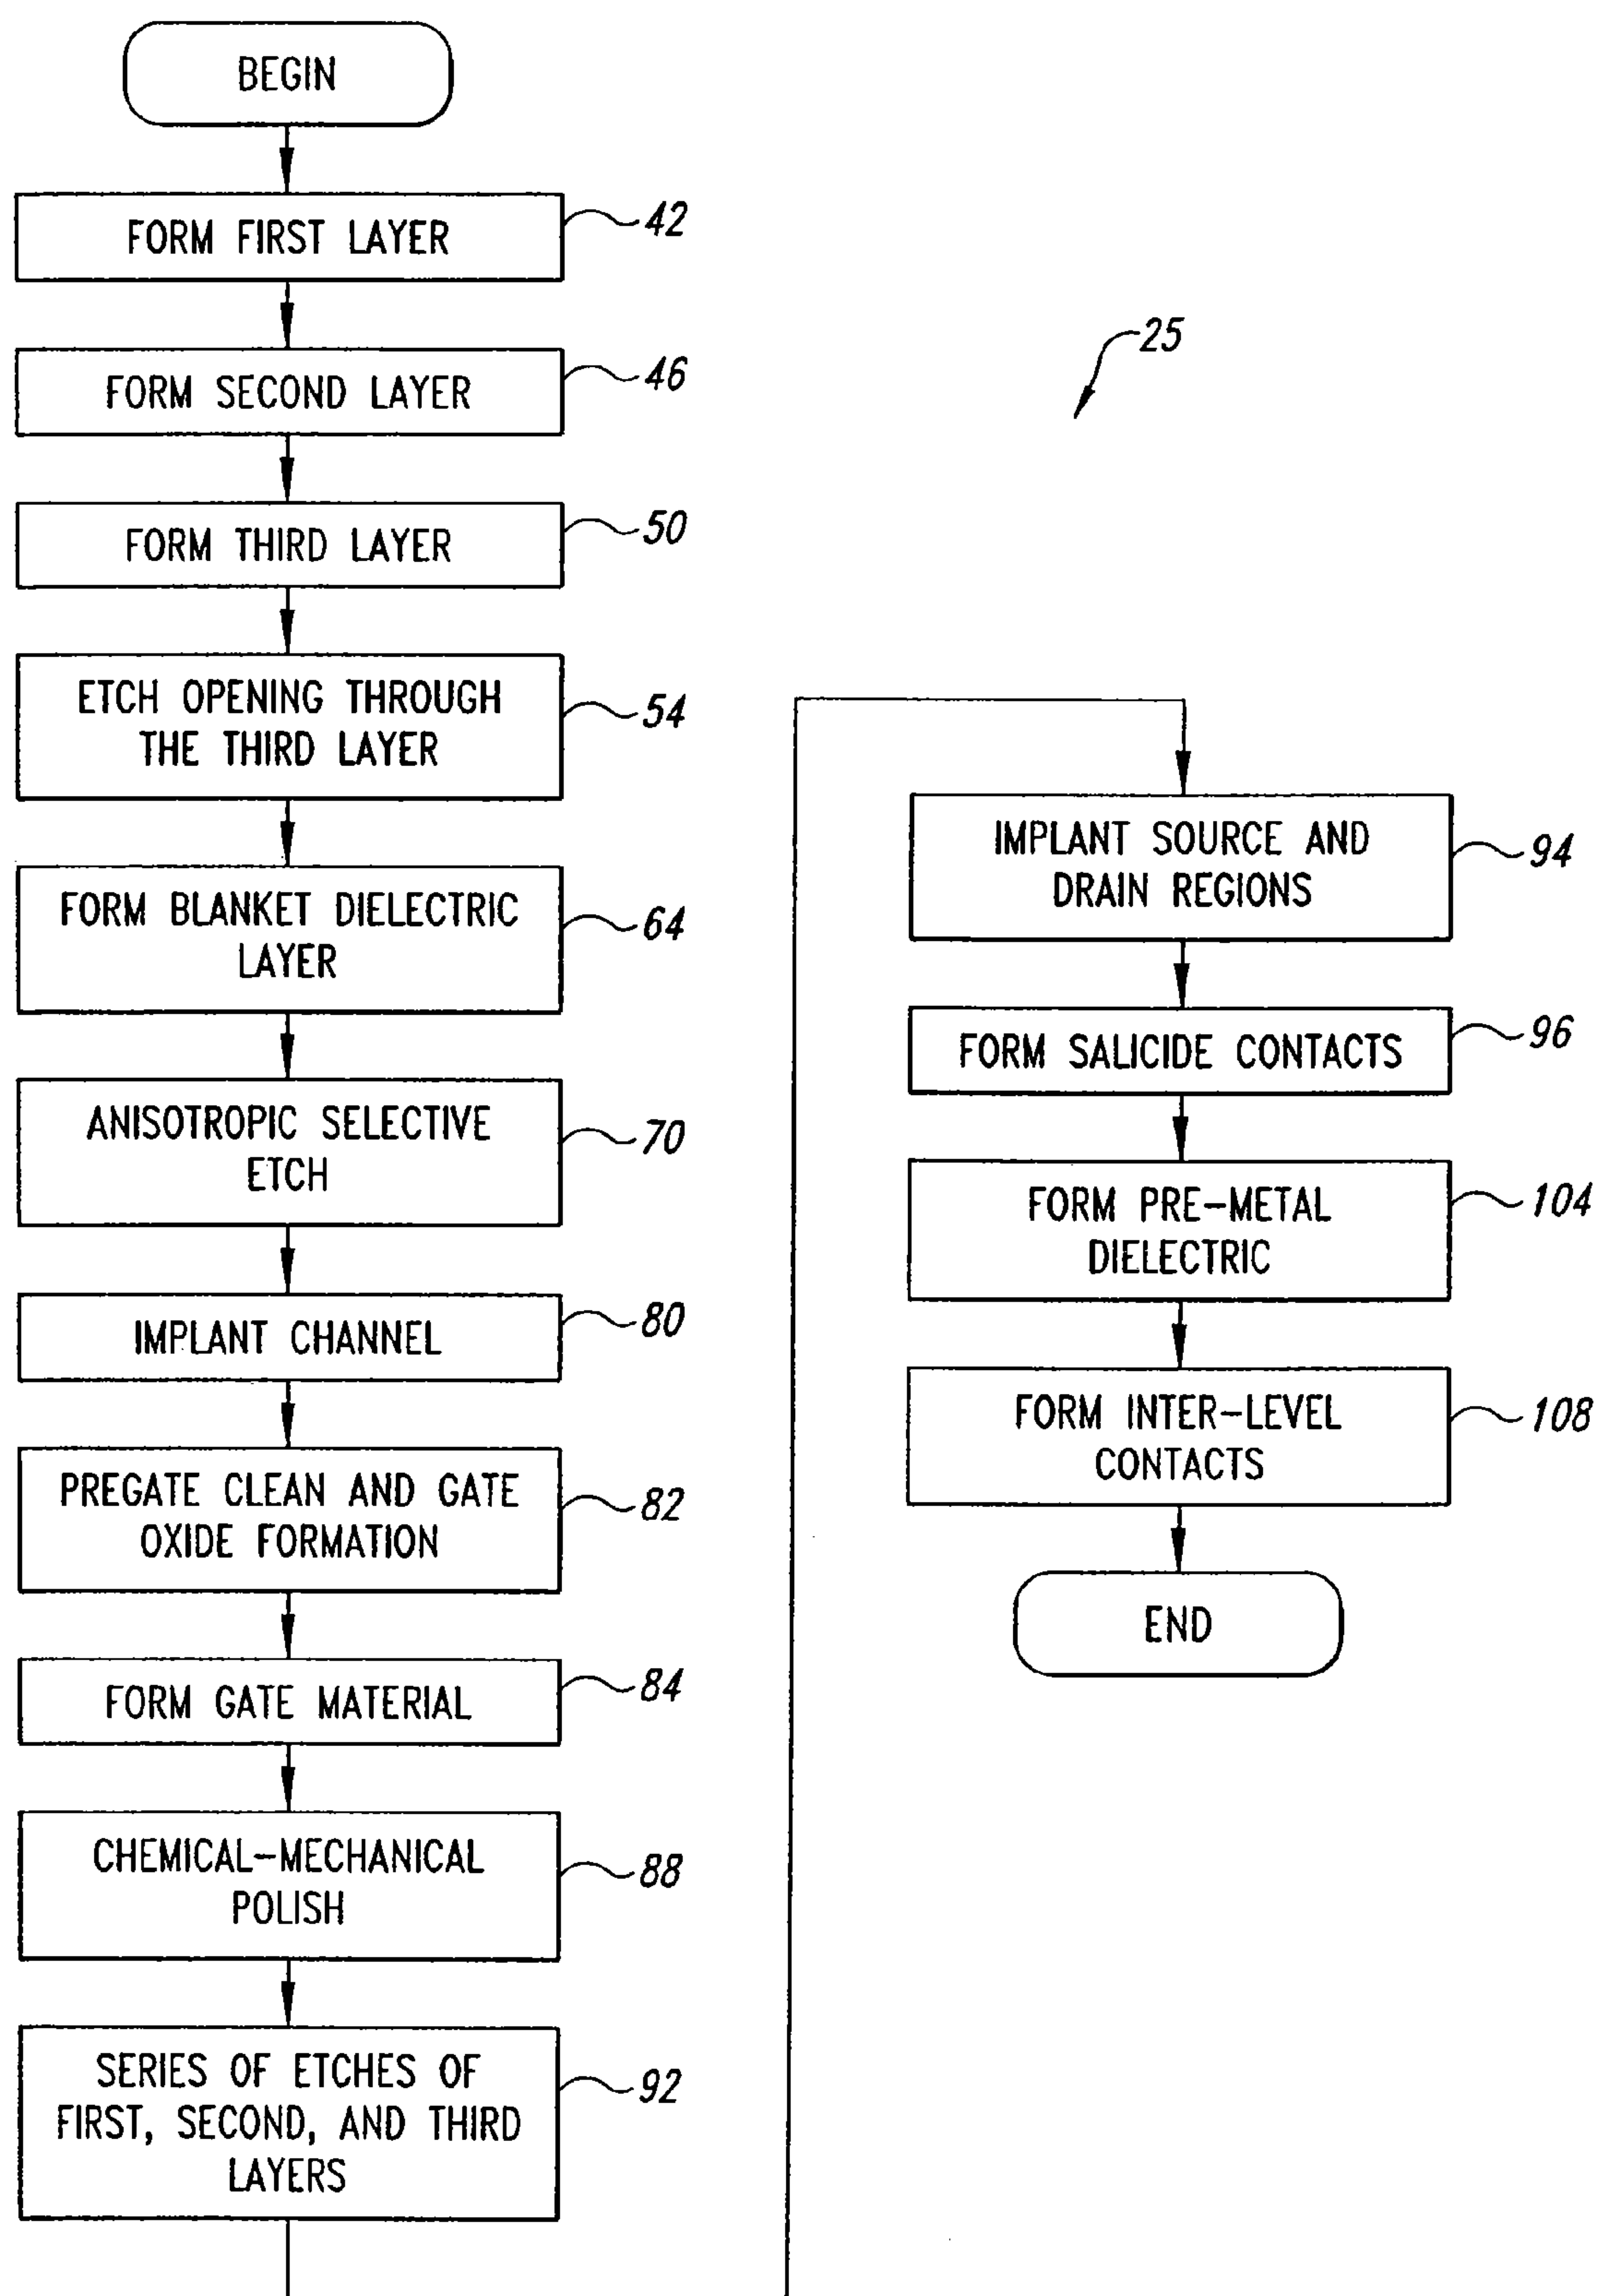 BEGIN
FORM FIRST LAYER
42
FORM SECOND LAYER
46
FORM THIRD LAYER
50
ETCH OPENING THROUGH
THE THIRD LAYER
54
FORM BLANKET DIELECTRIC
LAYER
64
ANISOTROPIC SELECTIVE
ETCH
70
IMPLANT CHANNEL
80
PREGATE CLEAN AND GATE
OXIDE FORMATION
82
FORM GATE MATERIAL
84
CHEMICAL-MECHANICAL
POLISH
88
SERIES OF ETCHES OF
FIRST, SECOND, AND THIRD
LAYERS
92
25
IMPLANT SOURCE AND
DRAIN REGIONS
94
FORM SALICIDE CONTACTS
96
FORM PRE-METAL
DIELECTRIC
104
FORM INTER-LEVEL
CONTACTS
108
END